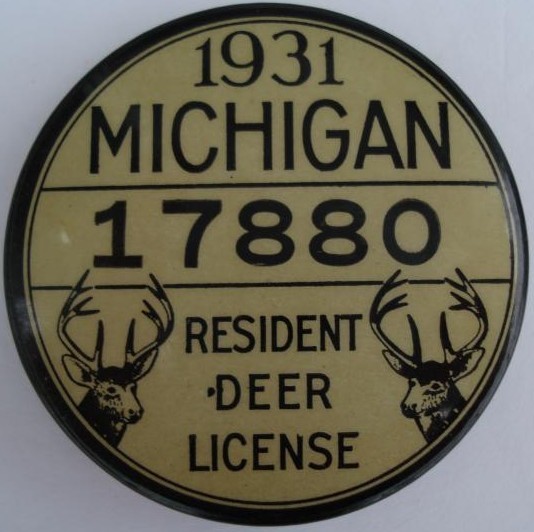 1931
MICHIGAN
17880
RESIDENT
DEER
LICENSE